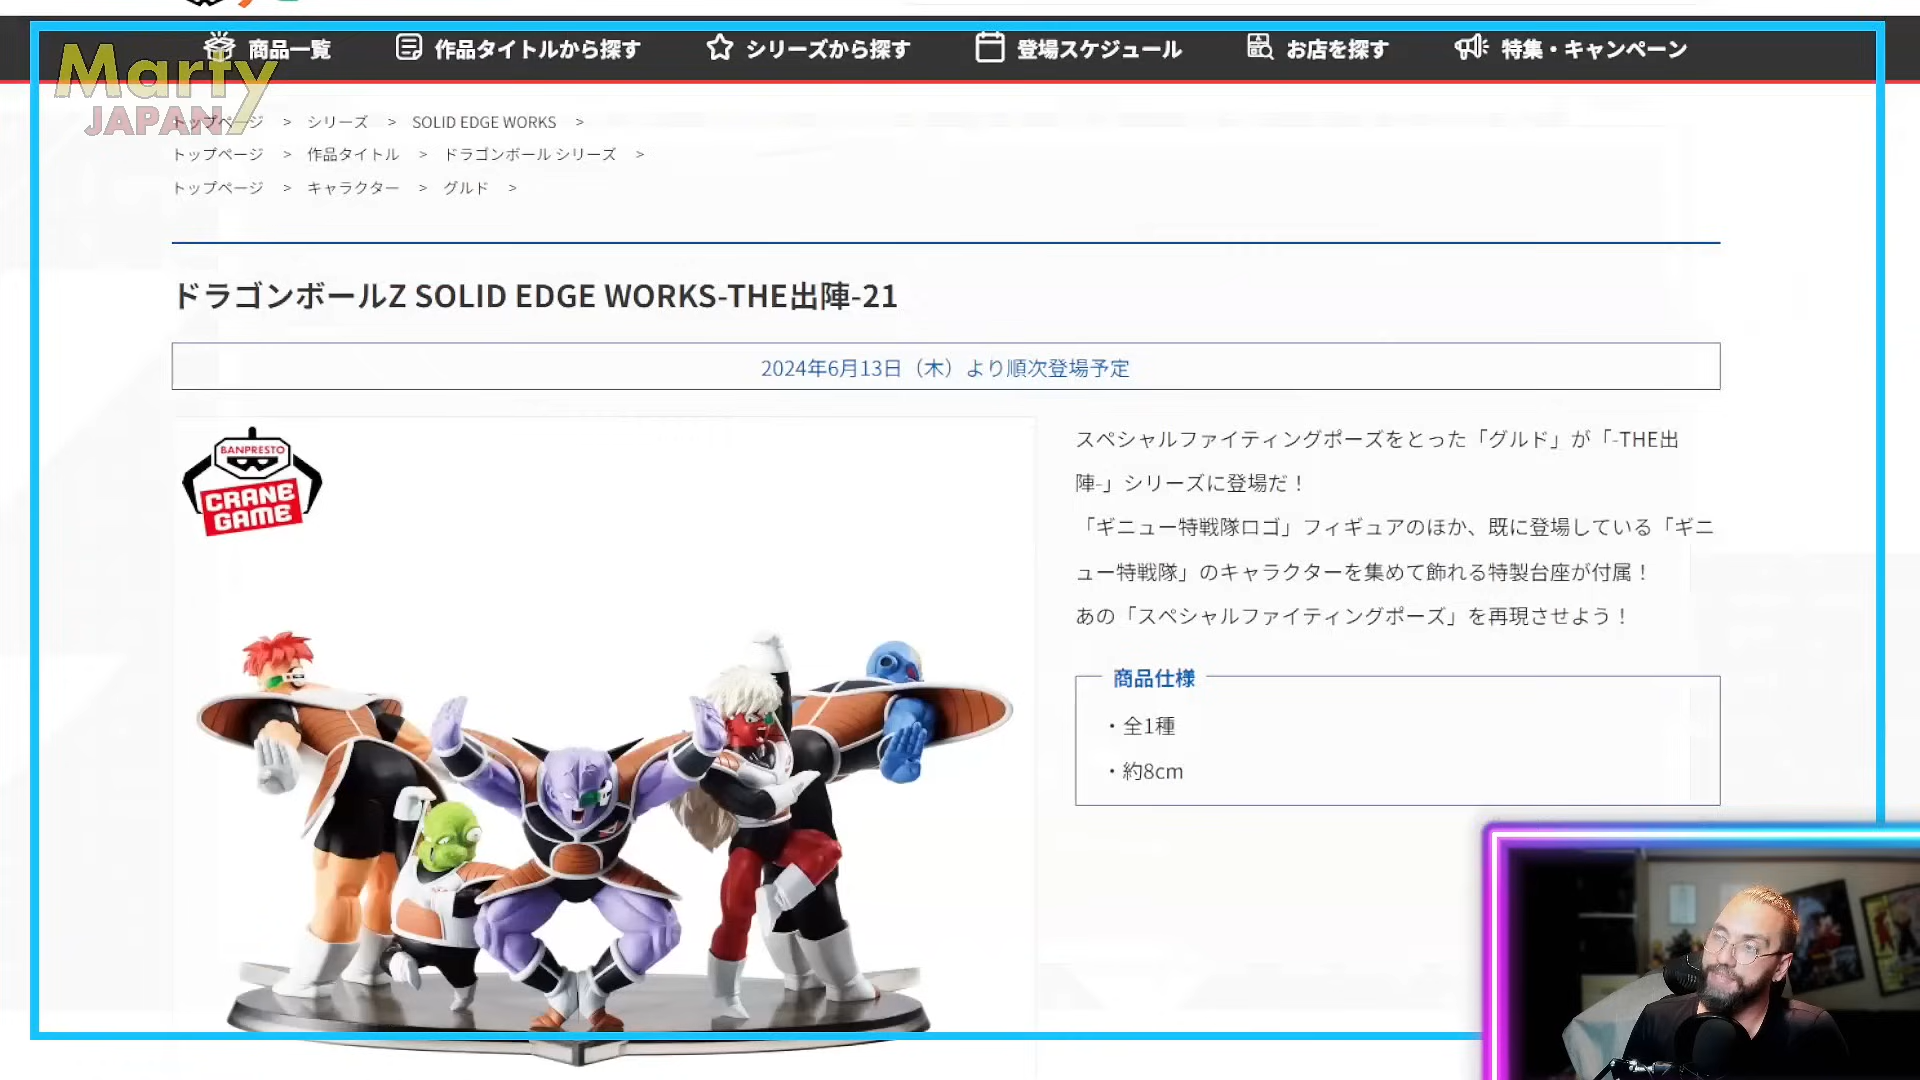 商品一覧 作品タイトルから探す シリーズから探す 登場スケジュール お店を探す 特集・キャンペーン
Marty
JAPAN
トップページ > シリーズ > SOLID EDGE WORKS >
トップページ > 作品タイトル > ドラゴンボール シリーズ >
トップページ > キャラクター > グルド >
ドラゴンボールZ SOLID EDGE WORKS-THE出陣-21
2024年6月13日（木）より順次登場予定
BANPRESTO
CRANE
GAME
スペシャルファイティングポーズをとった「グルド」が「-THE出
陣-」シリーズに登場だ！
「ギニュー特戦隊ロゴ」フィギュアのほか、既に登場している「ギニ
ュー特戦隊」のキャラクターを集めて飾れる特製台座が付属！
あの「スペシャルファイティングポーズ」を再現させよう！
商品仕様
・全1種
・約8cm